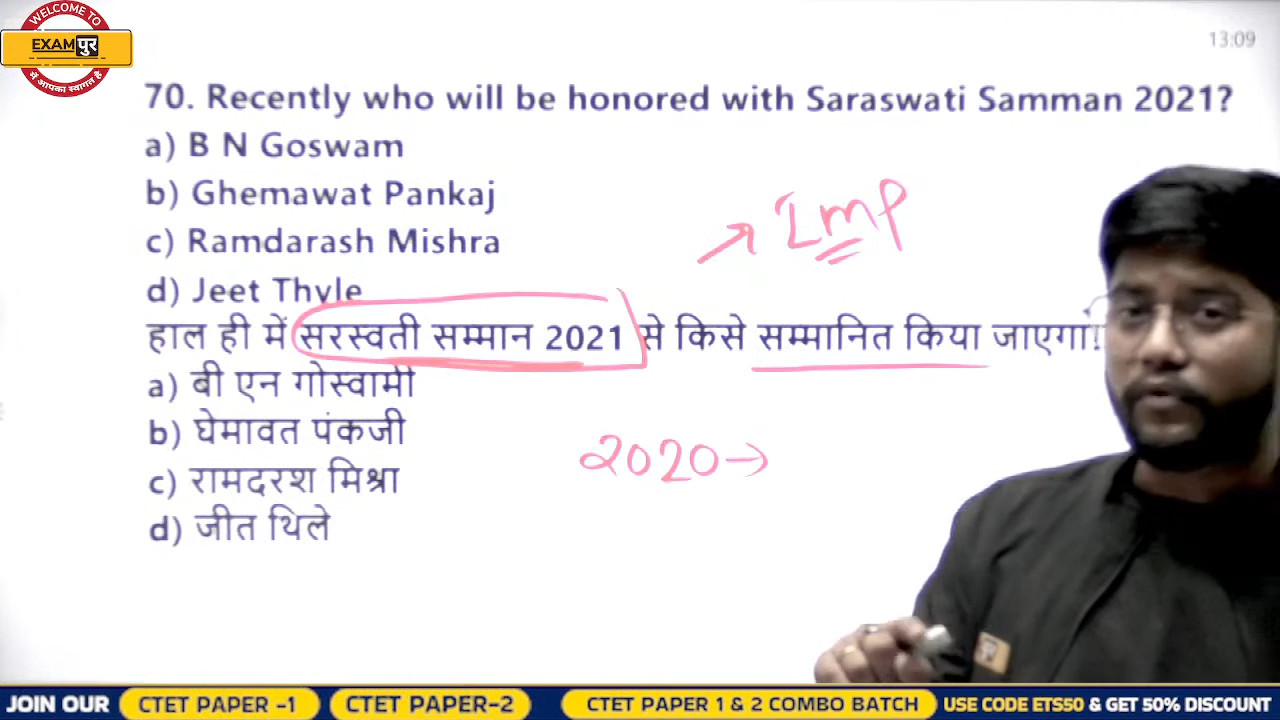 WELCOME TO
EXAMपुर
में आपका स्वागत है
13:09
70. Recently who will be honored with Saraswati Samman 2021?
a) B N Goswam
b) Ghemawat Pankaj
c) Ramdarash Mishra
d) Jeet Thyle
→ Imp
हाल ही में सरस्वती सम्मान 2021 से किसे सम्मानित किया जाएगा?
a) बी एन गोस्वामी
b) घेमावत पंकजी
c) रामदरश मिश्रा
d) जीत थिले
2020→
पुर
JOIN OUR CTET PAPER -1 CTET PAPER-2 CTET PAPER 1 & 2 COMBO BATCH USE CODE ETS50 & GET 50% DISCOUNT